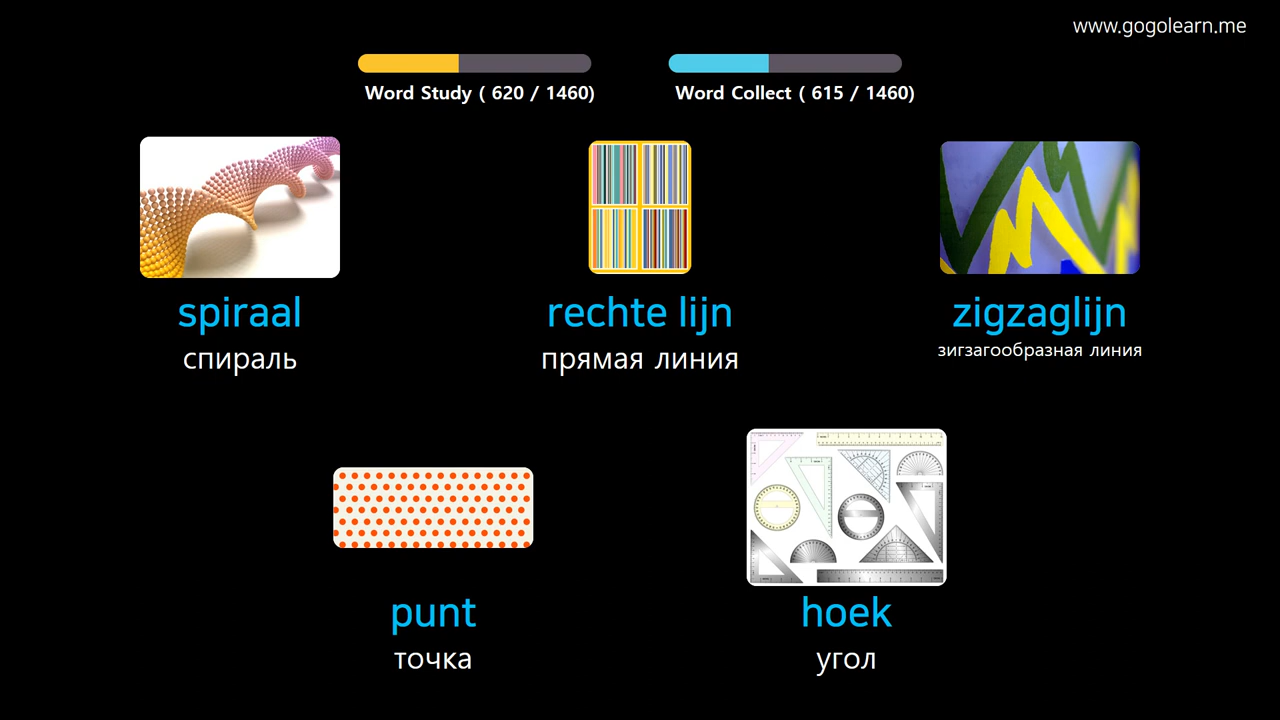 www.gogolearn.me
Word Study ( 620 / 1460)
Word Collect ( 615 / 1460)
spiraal
спираль
rechte lijn
прямая линия
zigzaglijn
зигзагообразная линия
punt
точка
hoek
угол